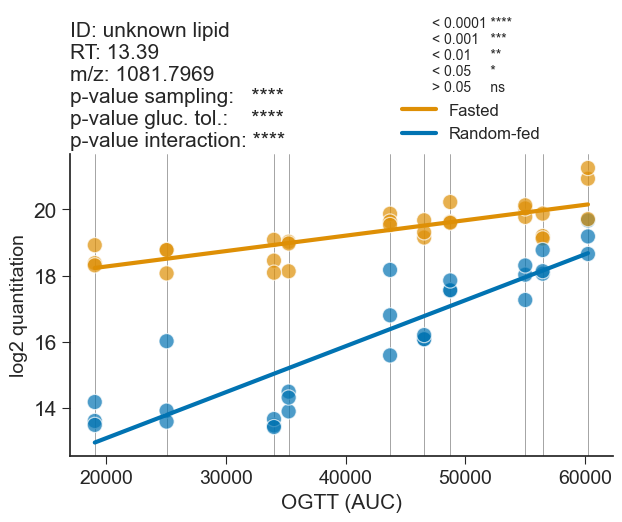 ID: unknown lipid
RT: 13.39
m/z: 1081.7969
p-value sampling: ****
p-value gluc. tol.: ****
p-value interaction: ****
< 0.0001 ****
< 0.001 ***
< 0.01 **
< 0.05 *
> 0.05 ns
Fasted
Random-fed
log2 quantitation
20
18
16
14
20000 30000 40000 50000 60000
OGTT (AUC)